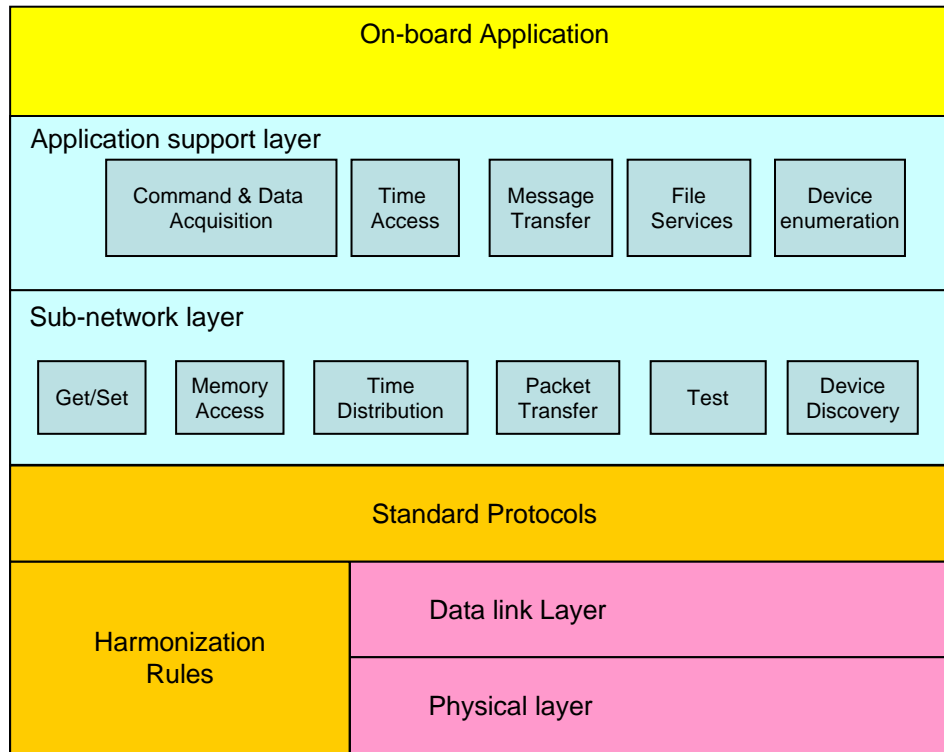 On-board Application
Application support layer
Command & Data
Acquisition
Time
Access
Message
Transfer
File
Services
Device
enumeration
Sub-network layer
Get/Set
Memory
Access
Time
Distribution
Packet
Transfer
Test
Device
Discovery
Standard Protocols
Harmonization
Rules
Data link Layer
Physical layer